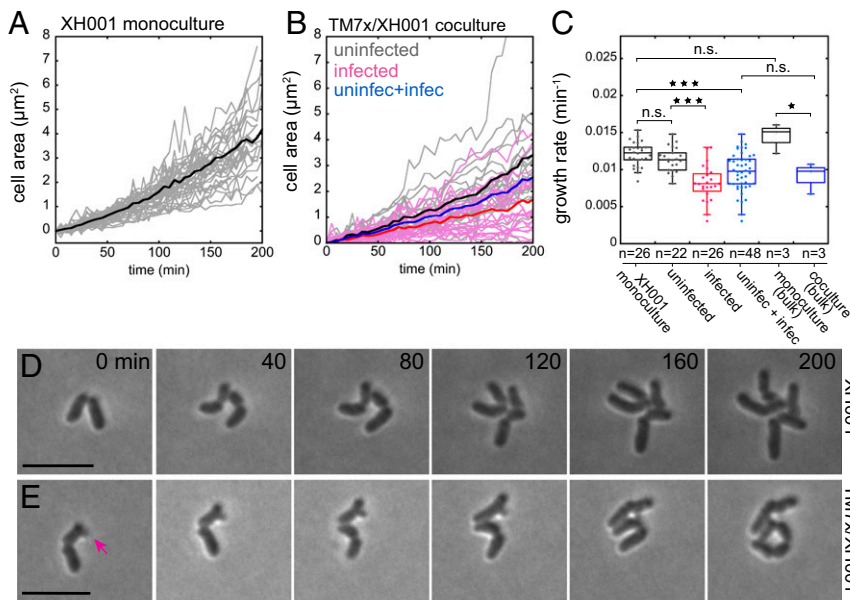 A
XH001 monoculture
cell area (µm²)
8
7
6
5
4
3
2
1
0
0 50 100 150 200
time (min)
B
TM7x/XH001 coculture
uninfected
infected
uninfec+infec
cell area (µm²)
8
7
6
5
4
3
2
1
0
0 50 100 150 200
time (min)
C
growth rate (min⁻¹)
0.025
0.02
0.015
0.01
0.005
0
n.s.
n.s.
★★★
n.s.
★★★
★
n=26 n=22 n=26 n=48 n=3 n=3
XH001 monoculture
uninfected
infected
uninfec + infec
monoculture (bulk)
coculture (bulk)
D
0 min
40
80
120
160
200
XH001
E